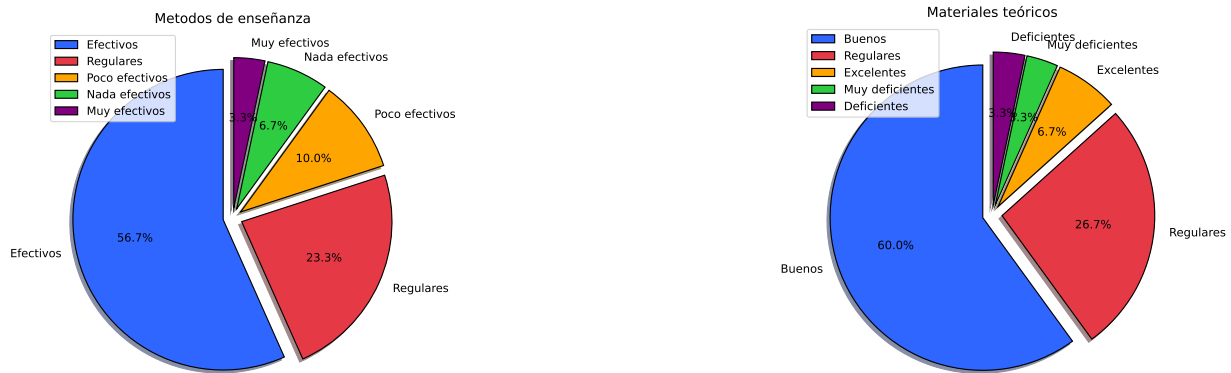 Metodos de enseñanza
Efectivos
Regulares
Poco efectivos
Nada efectivos
Muy efectivos
Muy efectivos
Nada efectivos
Poco efectivos
3.3%
6.7%
10.0%
56.7%
23.3%
Efectivos
Regulares
Materiales teóricos
Buenos
Regulares
Excelentes
Muy deficientes
Deficientes
Deficientes
Muy deficientes
Excelentes
3.3%
3.3%
6.7%
26.7%
60.0%
Regulares
Buenos